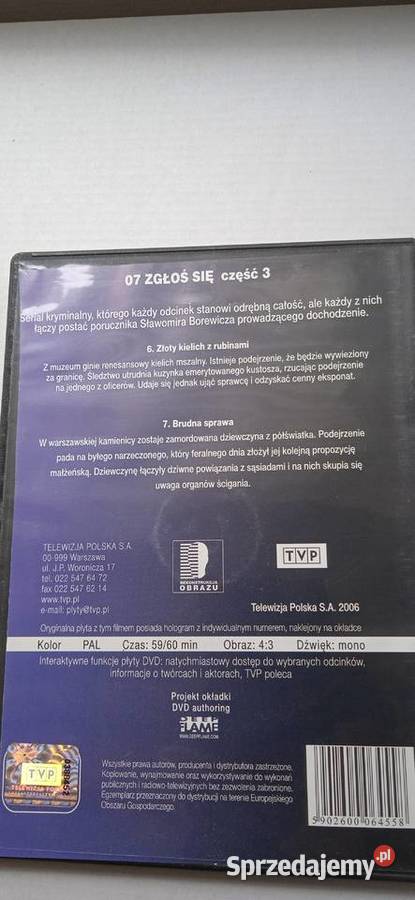 07 ZGŁOŚ SIĘ część 3
Serial kryminalny, którego każdy odcinek stanowi odrębną całość, ale każdy z nich
łączy postać porucznika Sławomira Borewicza prowadzącego dochodzenie.
6. Złoty kielich z rubinami
Z muzeum ginie renesansowy kielich mszalny. Istnieje podejrzenie, że będzie wywieziony
za granicę. Śledztwo utrudnia kuzynka emerytowanego kustosza, rzucając podejrzenie
na jednego z oficerów. Udaje się jednak ująć sprawcę i odzyskać cenny eksponat.
7. Brudna sprawa
W warszawskiej kamienicy zostaje zamordowana dziewczyna z półświatka. Podejrzenie
pada na byłego narzeczonego, który feralnego dnia złożył jej kolejną propozycję
małżeńską. Dziewczynę łączyły dziwne powiązania z sąsiadami i na nich skupia się
uwaga organów ścigania.
TELEWIZJA POLSKA S.A.
00-999 Warszawa
ul. J.P. Woronicza 17
tel. 022 547 64 72
fax 022 547 62 14
www.tvp.pl
e-mail: plyty@tvp.pl
REKONSTRUKCJA
OBRAZU
TVP
Telewizja Polska S.A. 2006
Oryginalna płyta z tym filmem posiada hologram z indywidualnym numerem, naklejony na okładce
Kolor PAL Czas: 59/60 min Obraz: 4:3 Dźwięk: mono
Interaktywne funkcje płyty DVD: natychmiastowy dostęp do wybranych odcinków,
informacje o twórcach i aktorach, TVP poleca
Projekt okładki
DVD authoring
DEEP
FLAME
WWW.DEEPFLAME.COM
TVP
Wszystkie prawa autorów, producenta i dystrybutora zastrzeżone.
Kopiowanie, wynajmowanie oraz wykorzystywanie do wykonań
publicznych i radiowo-telewizyjnych bez zezwolenia zabronione.
Egzemplarz przeznaczony do dystrybucji na terenie Europejskiego
Obszaru Gospodarczego.
5 902600 064558
Sprzedajemy.pl